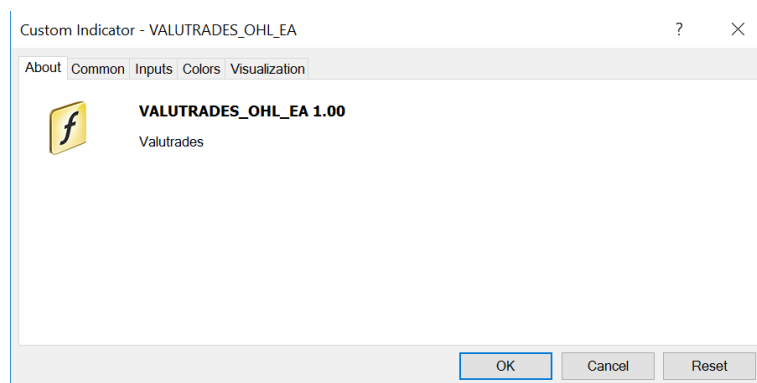 Custom Indicator - VALUTRADES_OHL_EA ?
About Common Inputs Colors Visualization
f
VALUTRADES_OHL_EA 1.00
Valutrades
OK Cancel Reset